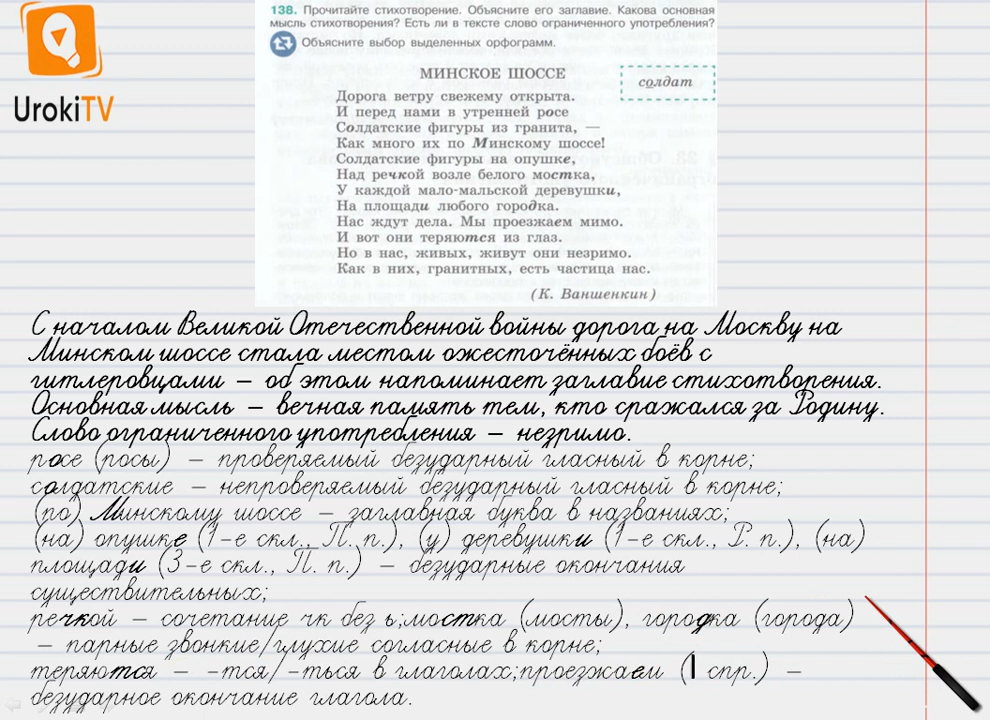 138. Прочитайте стихотворение. Объясните его заглавие. Какова основная
мысль стихотворения? Есть ли в тексте слово ограниченного употребления?
Объясните выбор выделенных орфограмм.
UrokiTV
МИНСКОЕ ШОССЕ
солдат
Дорога ветру свежему открыта.
И перед нами в утренней росе
Солдатские фигуры из гранита, —
Как много их по Минскому шоссе!
Солдатские фигуры на опушке,
Над речкой возле белого мостка,
У каждой мало-мальской деревушки,
На площади любого городка.
Нас ждут дела. Мы проезжаем мимо.
И вот они теряются из глаз.
Но в нас, живых, живут они незримо.
Как в них, гранитных, есть частица нас.
(К. Ваншенкин)
С началом Великой Отечественной войны дорога на Москву на
Минском шоссе стала местом ожесточённых боёв с
гитлеровцами – об этом напоминает заглавие стихотворения.
Основная мысль – вечная память тем, кто сражался за Родину.
Слово ограниченного употребления – незримо.
росе (росы) – проверяемый безударный гласный в корне;
солдатские – непроверяемый безударный гласный в корне;
(по) Минскому шоссе – заглавная буква в названиях;
(на) опушке (1-е скл., П. п.), (у) деревушки (1-е скл., Р. п.), (на)
площади (3-е скл., П. п.) – безударные окончания
существительных;
речкой – сочетание чк без ь;мостка (мосты), городка (города)
– парные звонкие/глухие согласные в корне;
теряются – -тся/-ться в глаголах;проезжаем (I спр.) –
безударное окончание глагола.